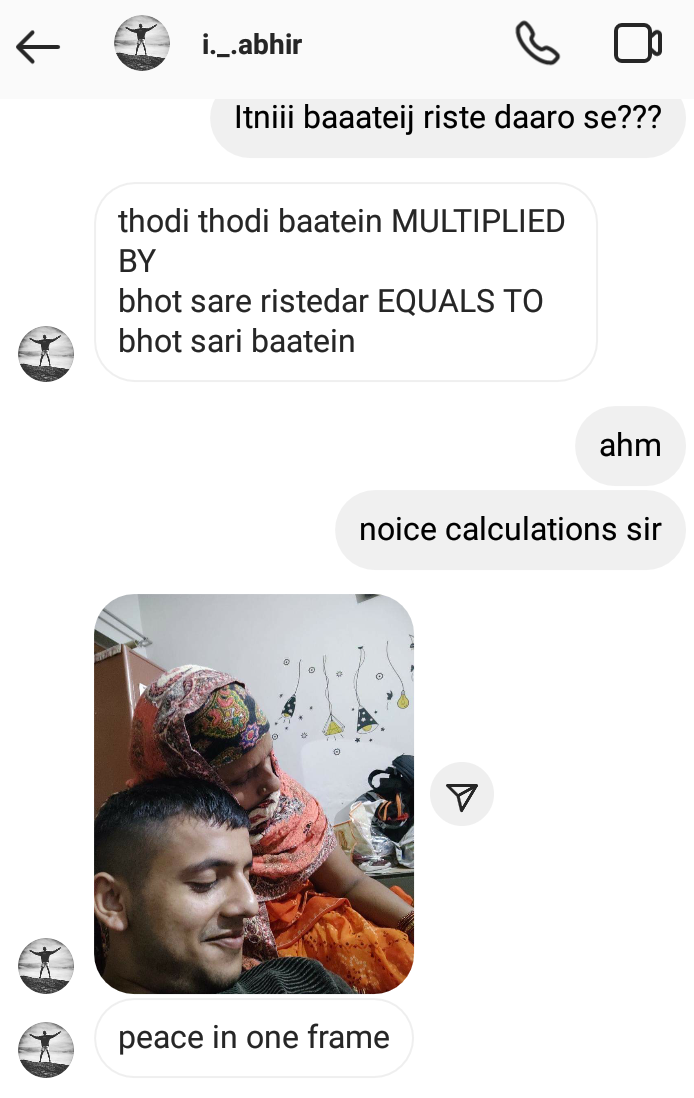 i._.abhir
Itniii baaateij riste daaro se???
thodi thodi baatein MULTIPLIED
BY
bhot sare ristedar EQUALS TO
bhot sari baatein
ahm
noice calculations sir
peace in one frame